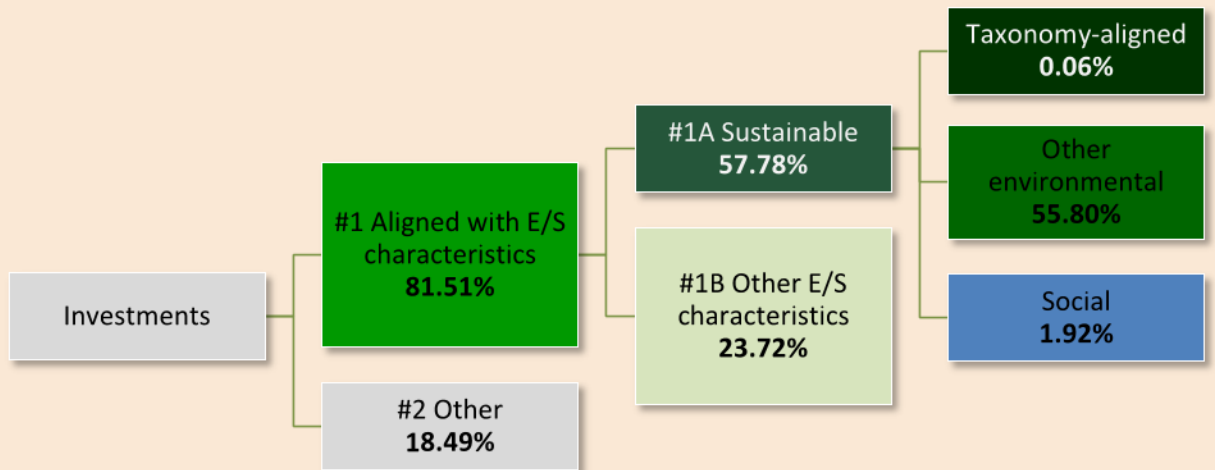 Investments
#1 Aligned with E/S
characteristics
81.51%
#2 Other
18.49%
#1A Sustainable
57.78%
#1B Other E/S
characteristics
23.72%
Taxonomy-aligned
0.06%
Other
environmental
55.80%
Social
1.92%